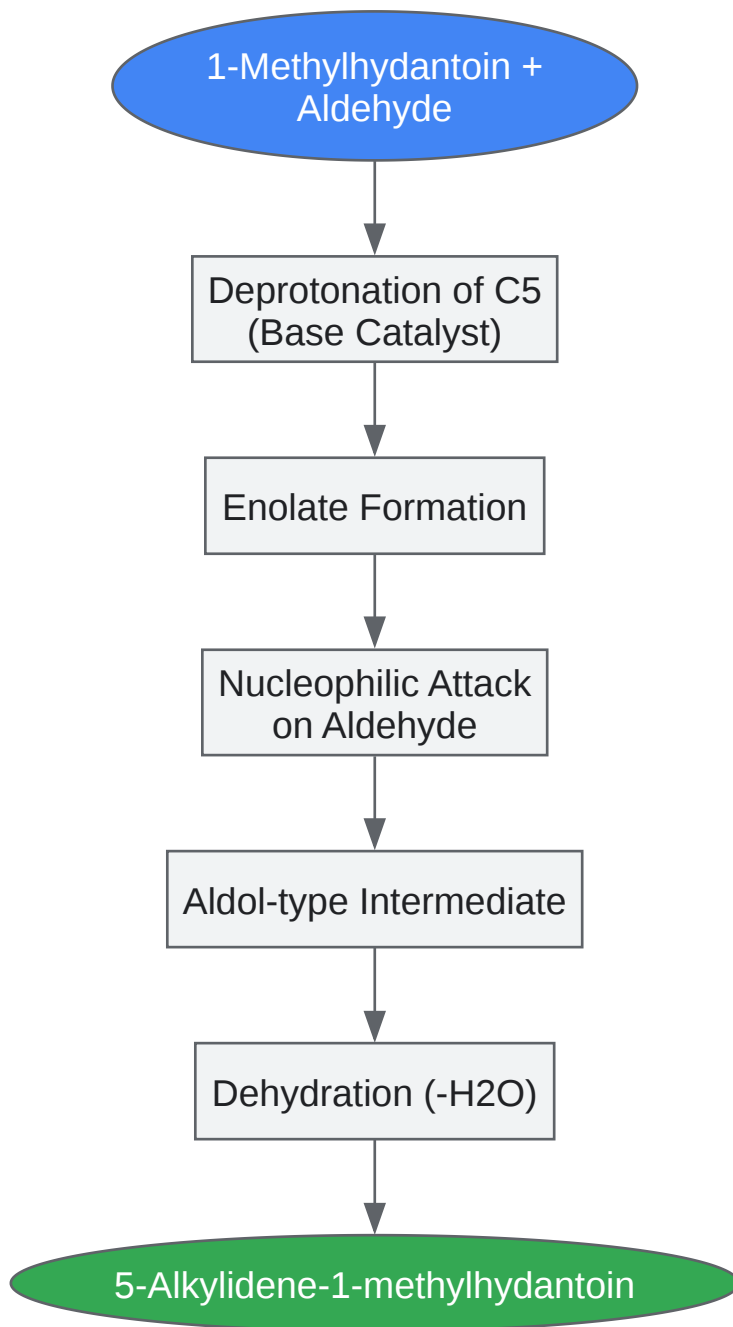 1-Methylhydantoin +
Aldehyde
Deprotonation of C5
(Base Catalyst)
Enolate Formation
Nucleophilic Attack
on Aldehyde
Aldol-type Intermediate
Dehydration (-H2O)
5-Alkylidene-1-methylhydantoin